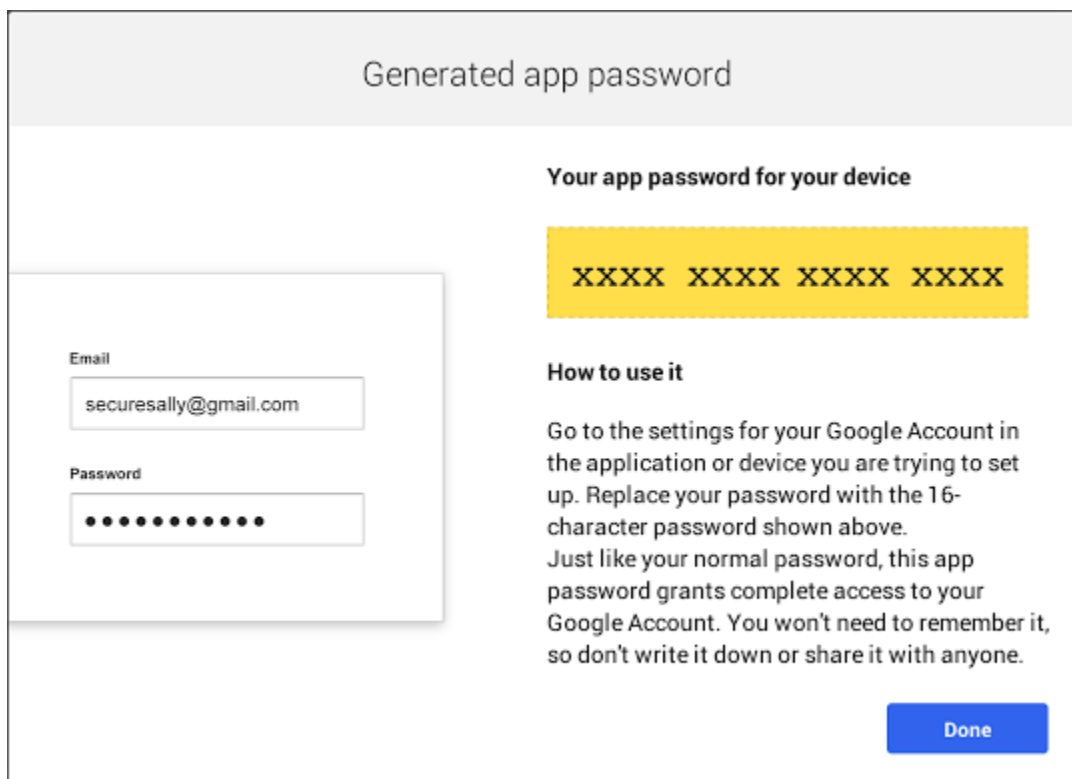 Generated app password
Your app password for your device
xxxx xxxx xxxx xxxx
Email
securesally@gmail.com
Password
How to use it
Go to the settings for your Google Account in
the application or device you are trying to set
up. Replace your password with the 16-
character password shown above.
Just like your normal password, this app
password grants complete access to your
Google Account. You won't need to remember it,
so don't write it down or share it with anyone.
Done